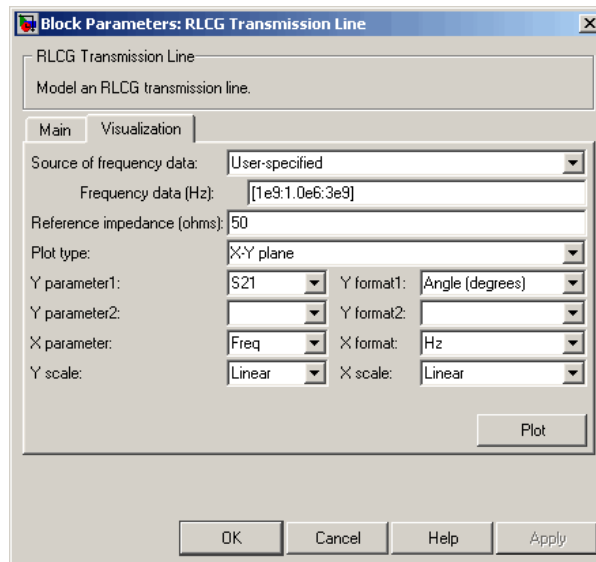 Block Parameters: RLCG Transmission Line
RLCG Transmission Line
Model an RLCG transmission line.
Main Visualization
Source of frequency data: User-specified
Frequency data (Hz): [1e9:1.0e6:3e9]
Reference impedance (ohms): 50
Plot type: X-Y plane
Y parameter1: S21 Y format1: Angle (degrees)
Y parameter2: Y format2:
X parameter: Freq X format: Hz
Y scale: Linear X scale: Linear
Plot
OK Cancel Help Apply